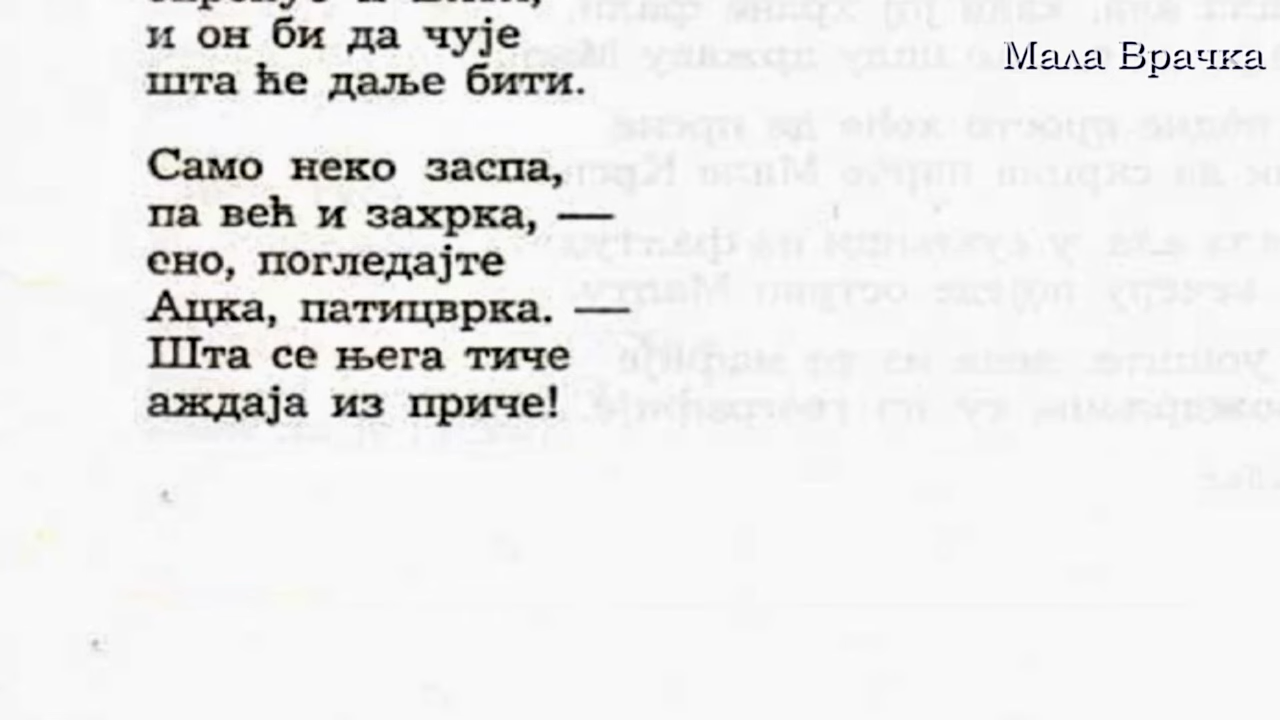 и он би да чује
шта ће даље бити.
Само неко заспа,
па већ и захрка, —
ено, погледајте
Ацка, патицврка. —
Шта се њега тиче
аждаја из приче!
Мала Врачка